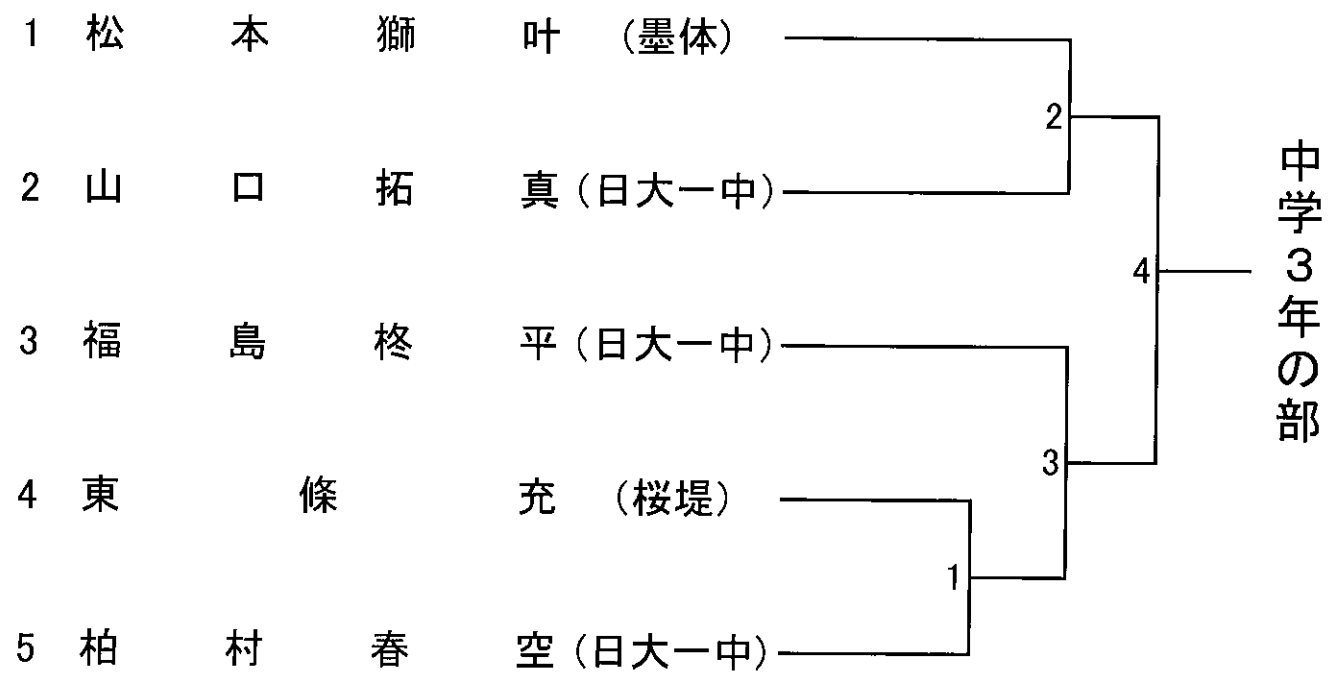 1 松本獅叶 (墨体)
2
2 山口拓真 (日大一中)
4
3 福島柊平 (日大一中)
3
4 東條充 (桜堤)
1
5 柏村春空 (日大一中)
中学3年の部